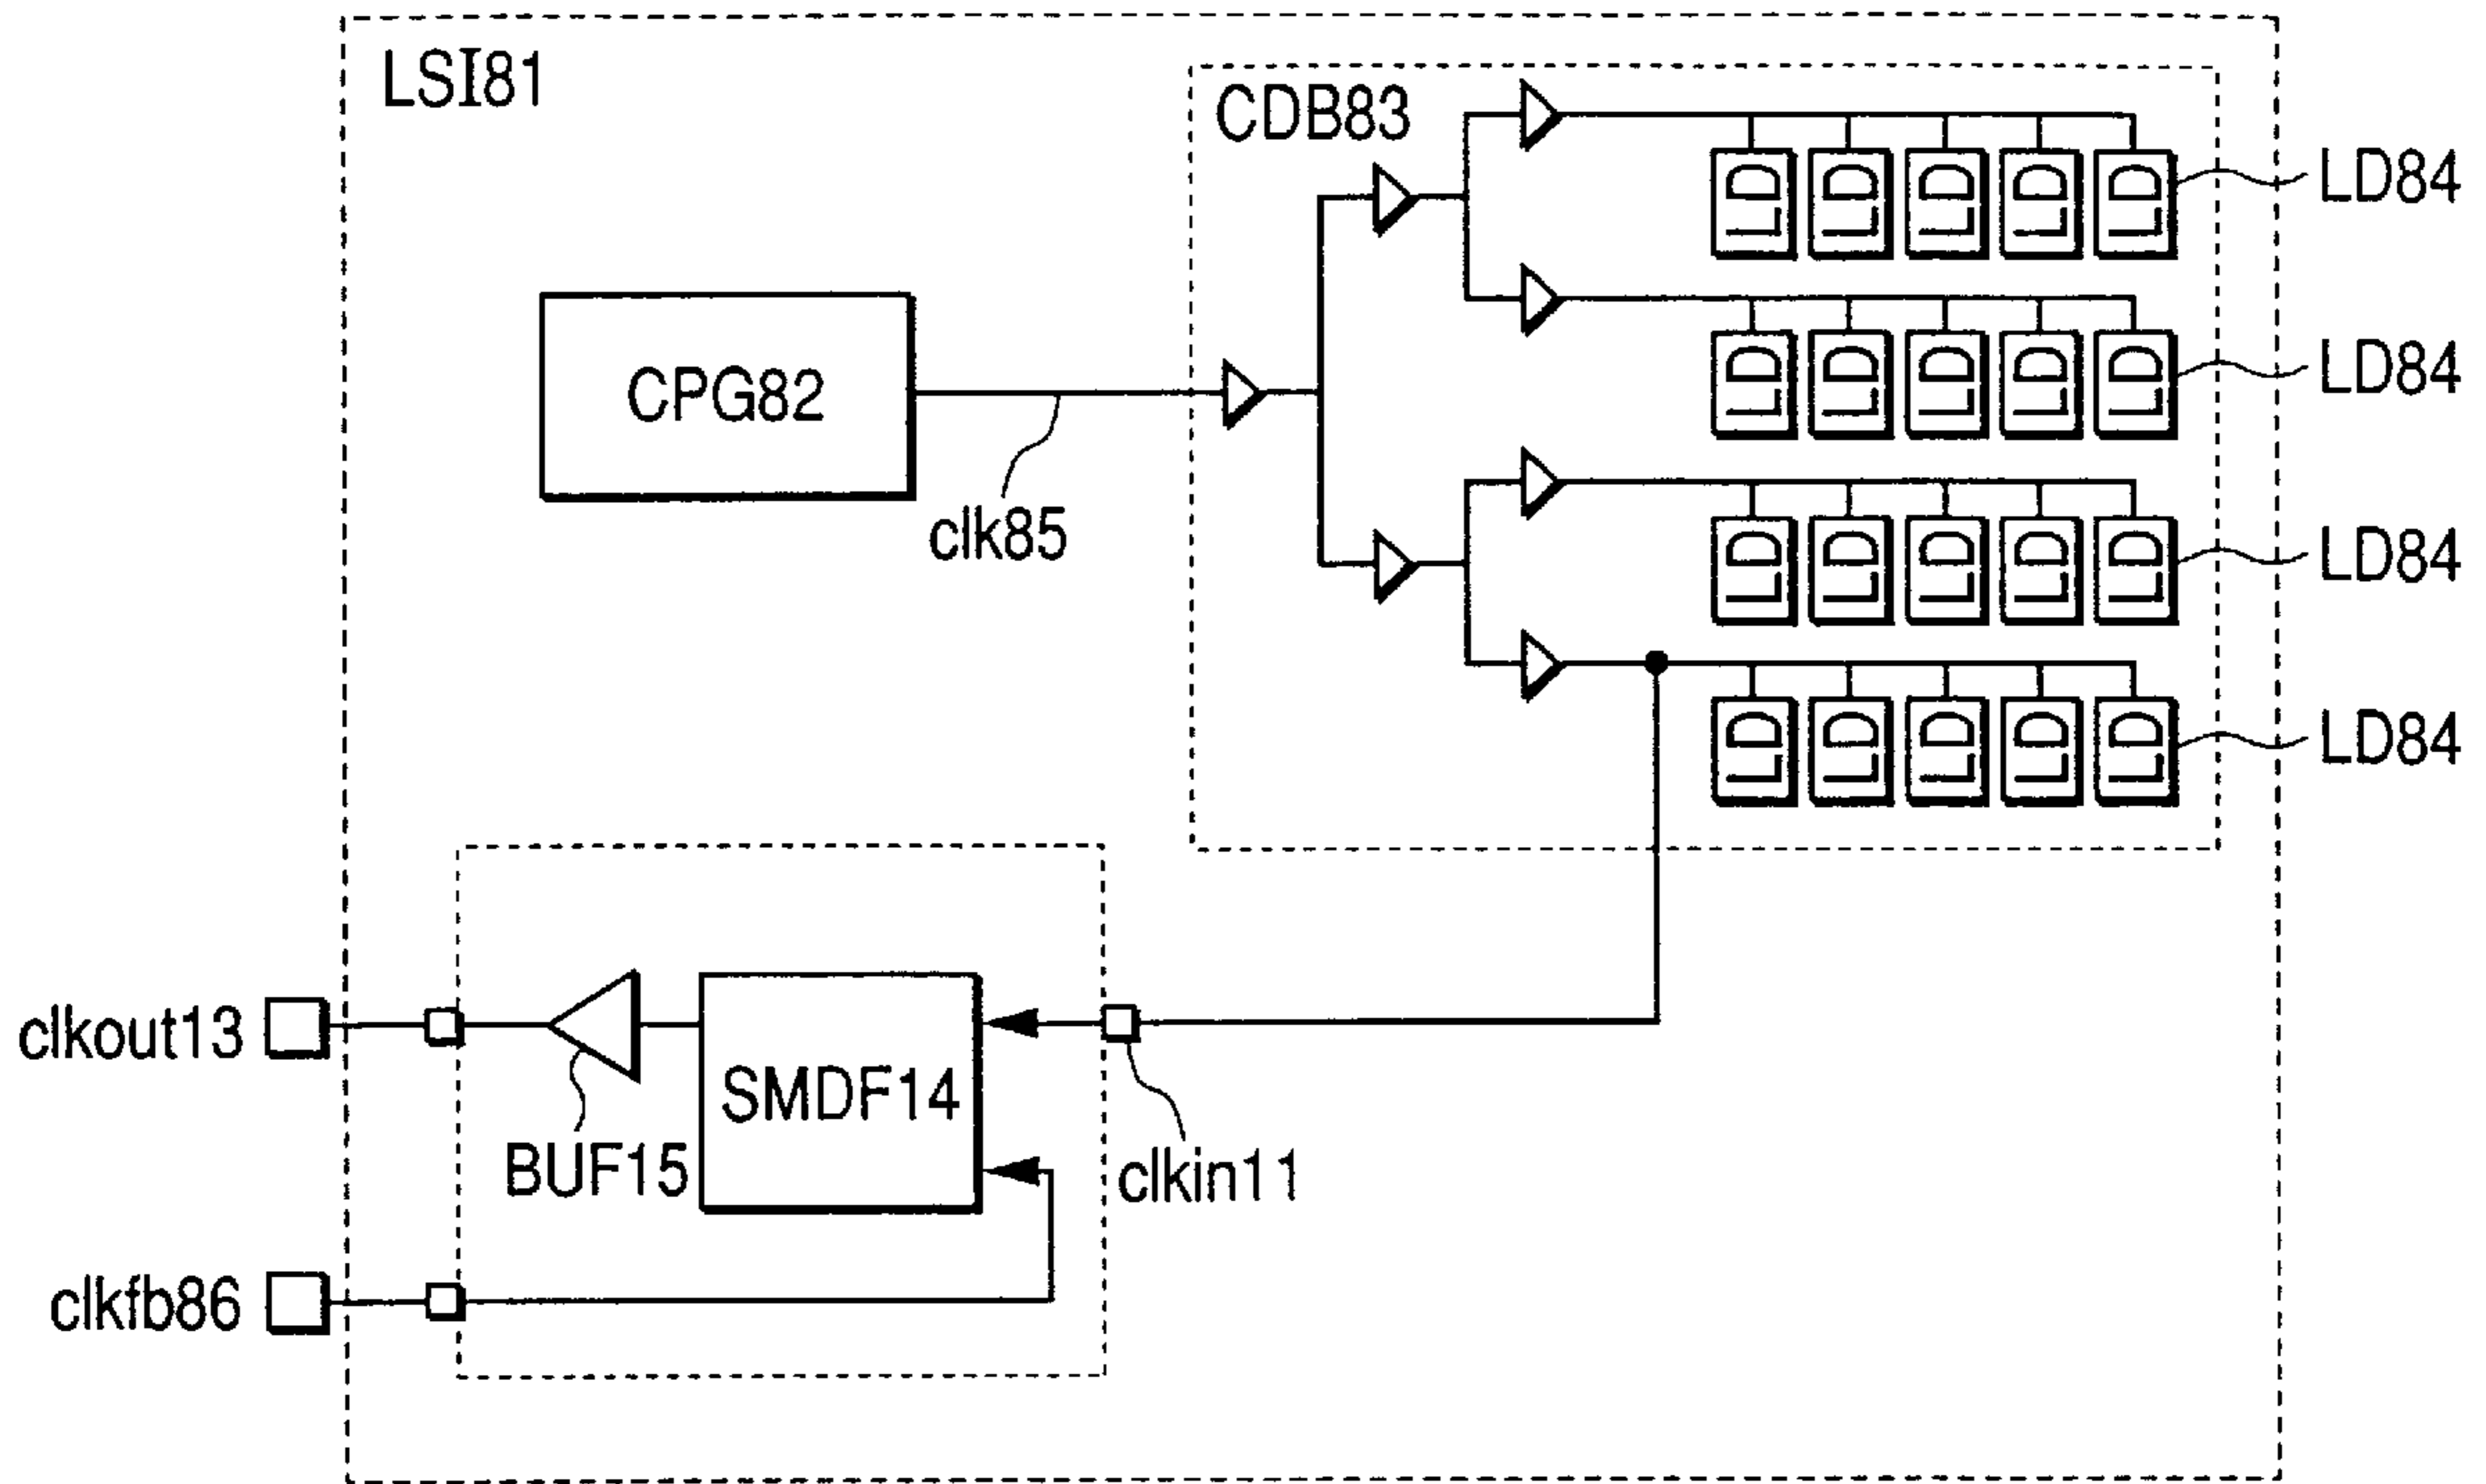 LSI81
CDB83
LD LD LD LD LD
LD84
LD LD LD LD LD
LD84
CPG82
clk85
LD LD LD LD LD
LD84
LD LD LD LD LD
LD84
clkout13
SMDF14
BUF15
clkin11
clkfb86